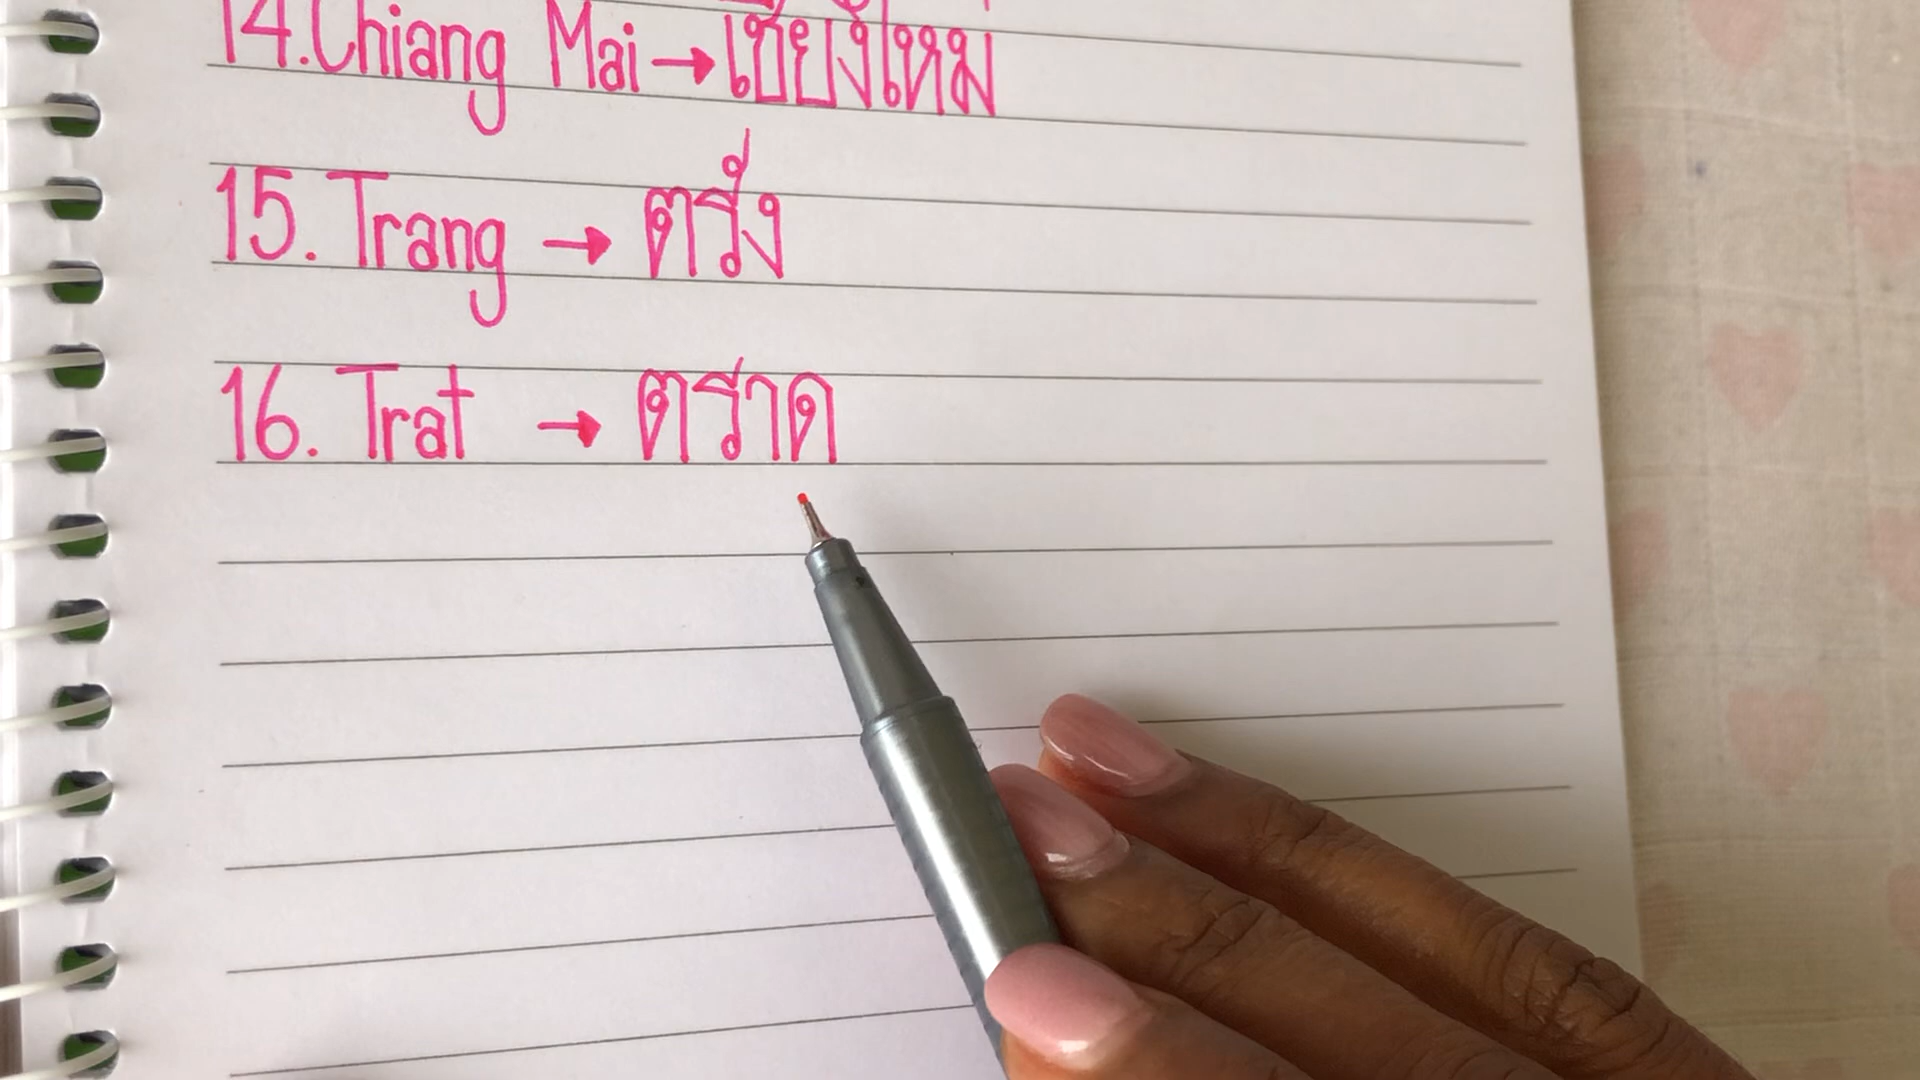 14. Chiang Mai → เชียงใหม่
15. Trang → ตรัง
16. Trat → ตราด